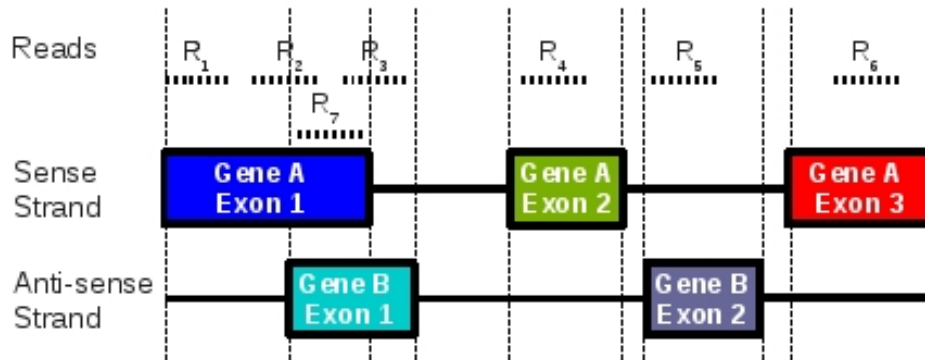 Reads
R1
R2
R3
R4
R5
R6
R7
Sense
Strand
Gene A
Exon 1
Gene A
Exon 2
Gene A
Exon 3
Anti-sense
Strand
Gene B
Exon 1
Gene B
Exon 2